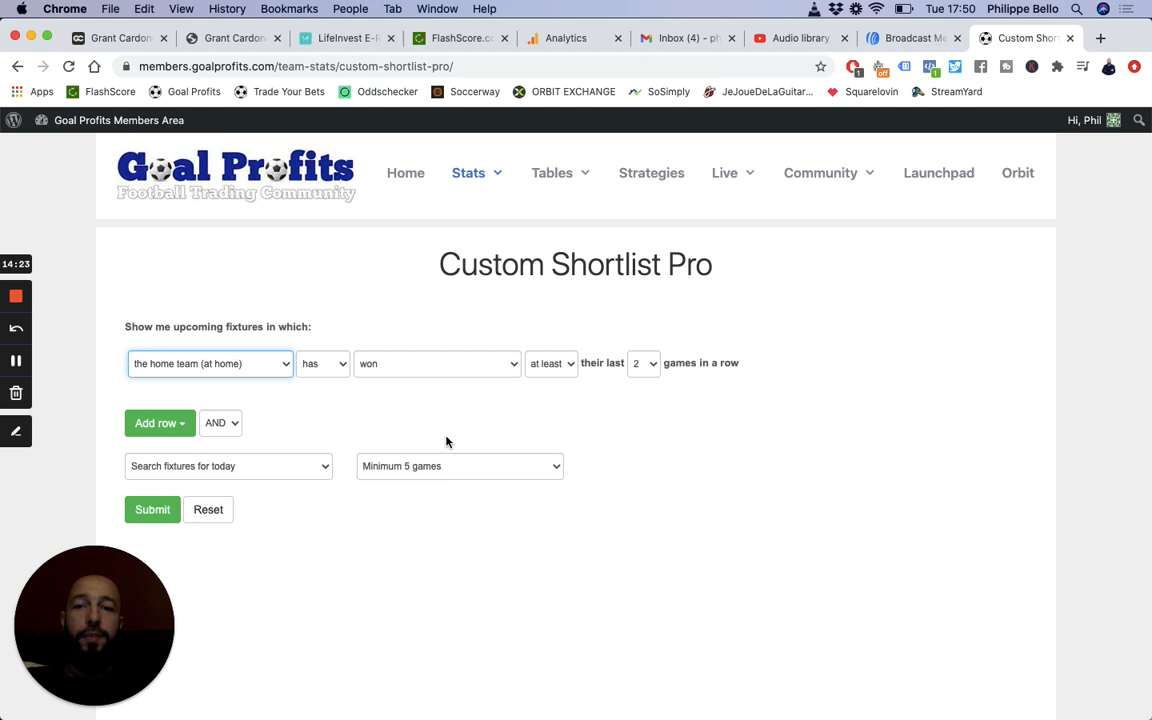 Chrome File Edit View History Bookmarks People Tab Window Help Tue 17:50 Philippe Bello
Grant Cardon Grant Cardon LifeInvest E-R FlashScore.co Analytics Inbox (4) - ph Audio library Broadcast Me Custom Shor
members.goalprofits.com/team-stats/custom-shortlist-pro/
Apps FlashScore Goal Profits Trade Your Bets Oddschecker Soccerway ORBIT EXCHANGE SoSimply JeJoueDeLaGuitar... Squarelovin StreamYard
Goal Profits Members Area Hi, Phil
Goal Profits
Football Trading Community
Home Stats Tables Strategies Live Community Launchpad Orbit
Custom Shortlist Pro
14:23
Show me upcoming fixtures in which:
the home team (at home) has won at least their last 2 games in a row
Add row AND
Search fixtures for today Minimum 5 games
Submit Reset